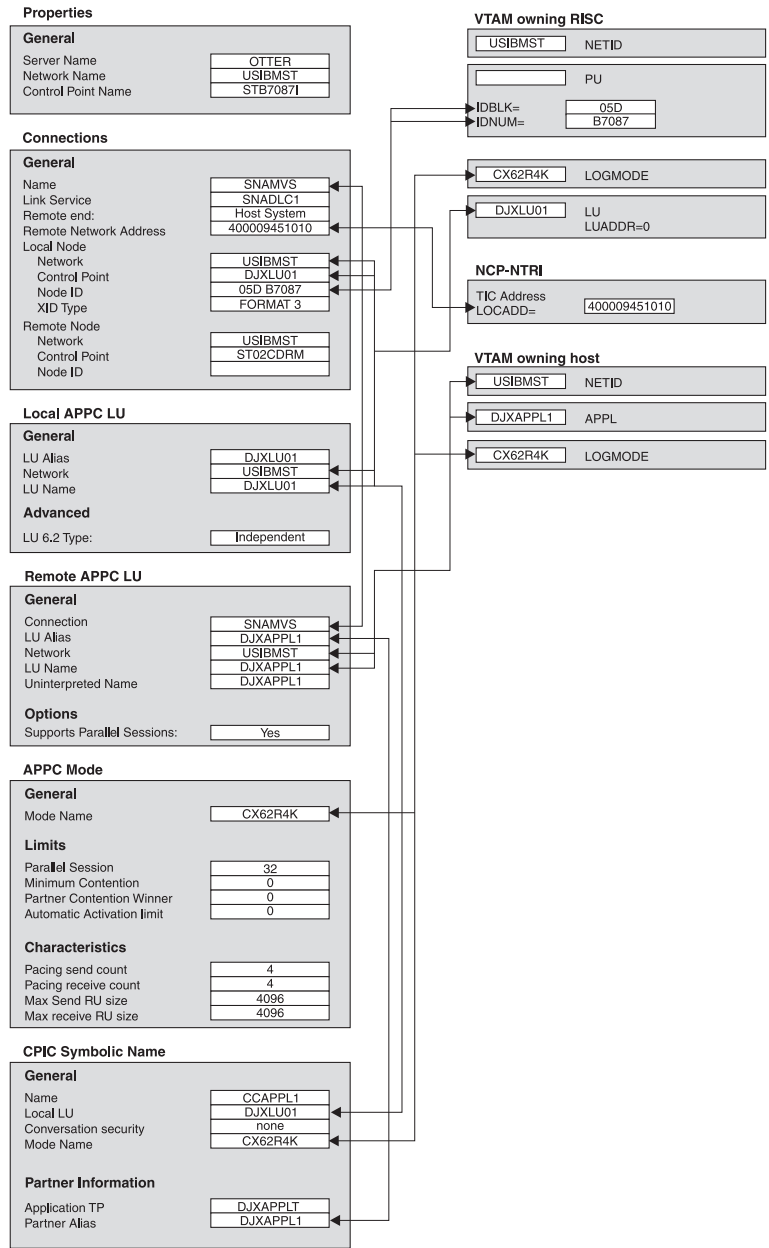 Properties
General
Server Name OTTER
Network Name USIBMST
Control Point Name STB7087I
Connections
General
Name SNAMVS
Link Service SNADLC1
Remote end: Host System
Remote Network Address 400009451010
Local Node
Network USIBMST
Control Point DJXLU01
Node ID 05D B7087
XID Type FORMAT 3
Remote Node
Network USIBMST
Control Point ST02CDRM
Node ID
Local APPC LU
General
LU Alias DJXLU01
Network USIBMST
LU Name DJXLU01
Advanced
LU 6.2 Type: Independent
Remote APPC LU
General
Connection SNAMVS
LU Alias DJXAPPL1
Network USIBMST
LU Name DJXAPPL1
Uninterpreted Name DJXAPPL1
Options
Supports Parallel Sessions: Yes
APPC Mode
General
Mode Name CX62R4K
Limits
Parallel Session 32
Minimum Contention 0
Partner Contention Winner 0
Automatic Activation limit 0
Characteristics
Pacing send count 4
Pacing receive count 4
Max Send RU size 4096
Max receive RU size 4096
CPIC Symbolic Name
General
Name CCAPPL1
Local LU DJXLU01
Conversation security none
Mode Name CX62R4K
Partner Information
Application TP DJXAPPLT
Partner Alias DJXAPPL1
VTAM owning RISC
USIBMST NETID
PU
IDBLK= 05D
IDNUM= B7087
CX62R4K LOGMODE
DJXLU01 LU
LUADDR=0
NCP-NTRI
TIC Address
LOCADD= 400009451010
VTAM owning host
USIBMST NETID
DJXAPPL1 APPL
CX62R4K LOGMODE